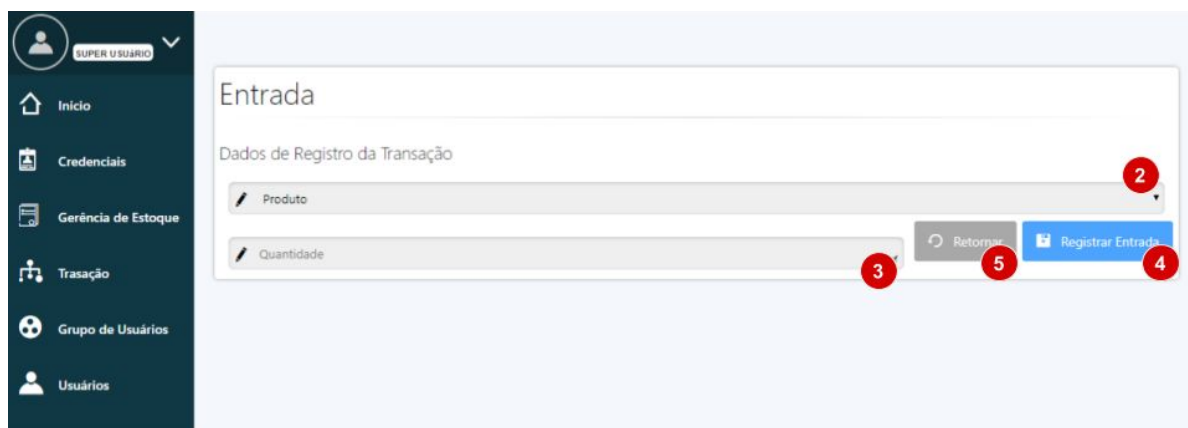 SUPER USUáRIO
Início
Credenciais
Gerência de Estoque
Trasação
Grupo de Usuários
Usuários
Entrada
Dados de Registro da Transação
2
Produto
Quantidade
3
Retornar
5
Registrar Entrada
4